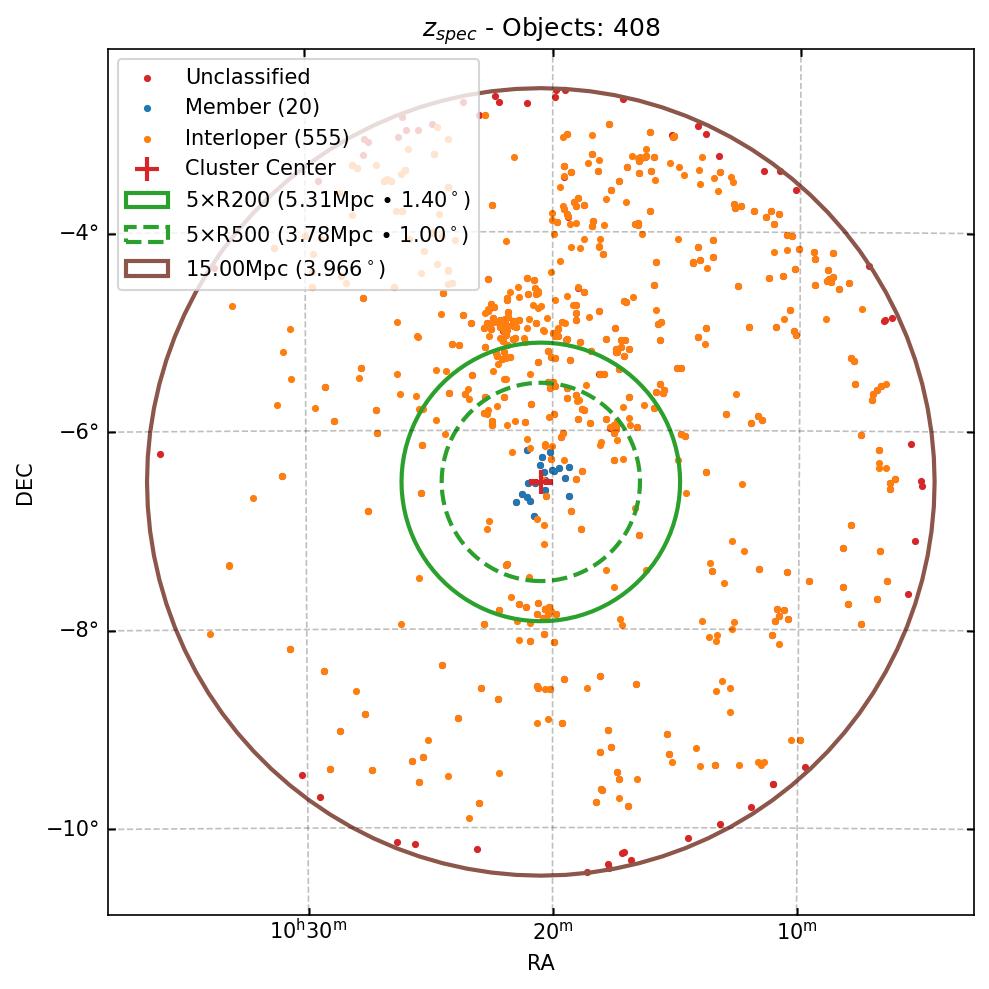 z_spec - Objects: 408
Unclassified
Member (20)
Interloper (555)
Cluster Center
5×R200 (5.31Mpc • 1.40°)
5×R500 (3.78Mpc • 1.00°)
15.00Mpc (3.966°)
DEC
−4°
−6°
−8°
−10°
10h30m 20m 10m
RA